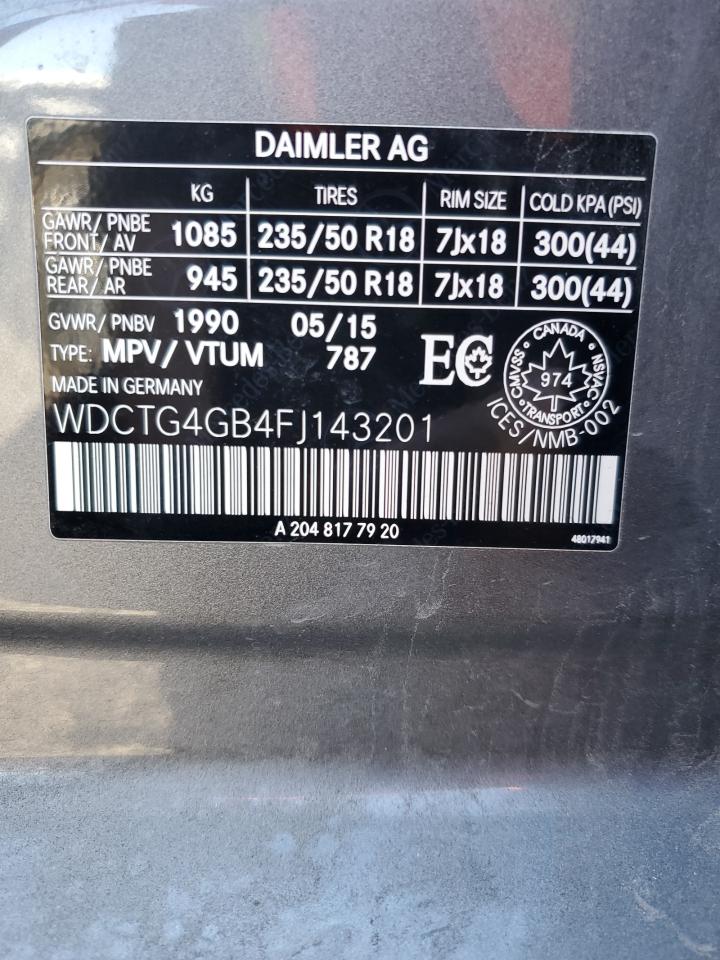 DAIMLER AG
KG TIRES RIM SIZE COLD KPA (PSI)
GAWR/ PNBE FRONT/ AV 1085 235/50 R18 7Jx18 300(44)
GAWR/ PNBE REAR/ AR 945 235/50 R18 7Jx18 300(44)
GVWR/ PNBV 1990 05/15
TYPE: MPV/ VTUM 787
EC
CANADA
CMVSS 974 NSVAC
TRANSPORT
MADE IN GERMANY
WDCTG4GB4FJ143201
ICES/NMB-002
A 204 817 79 20
48017941